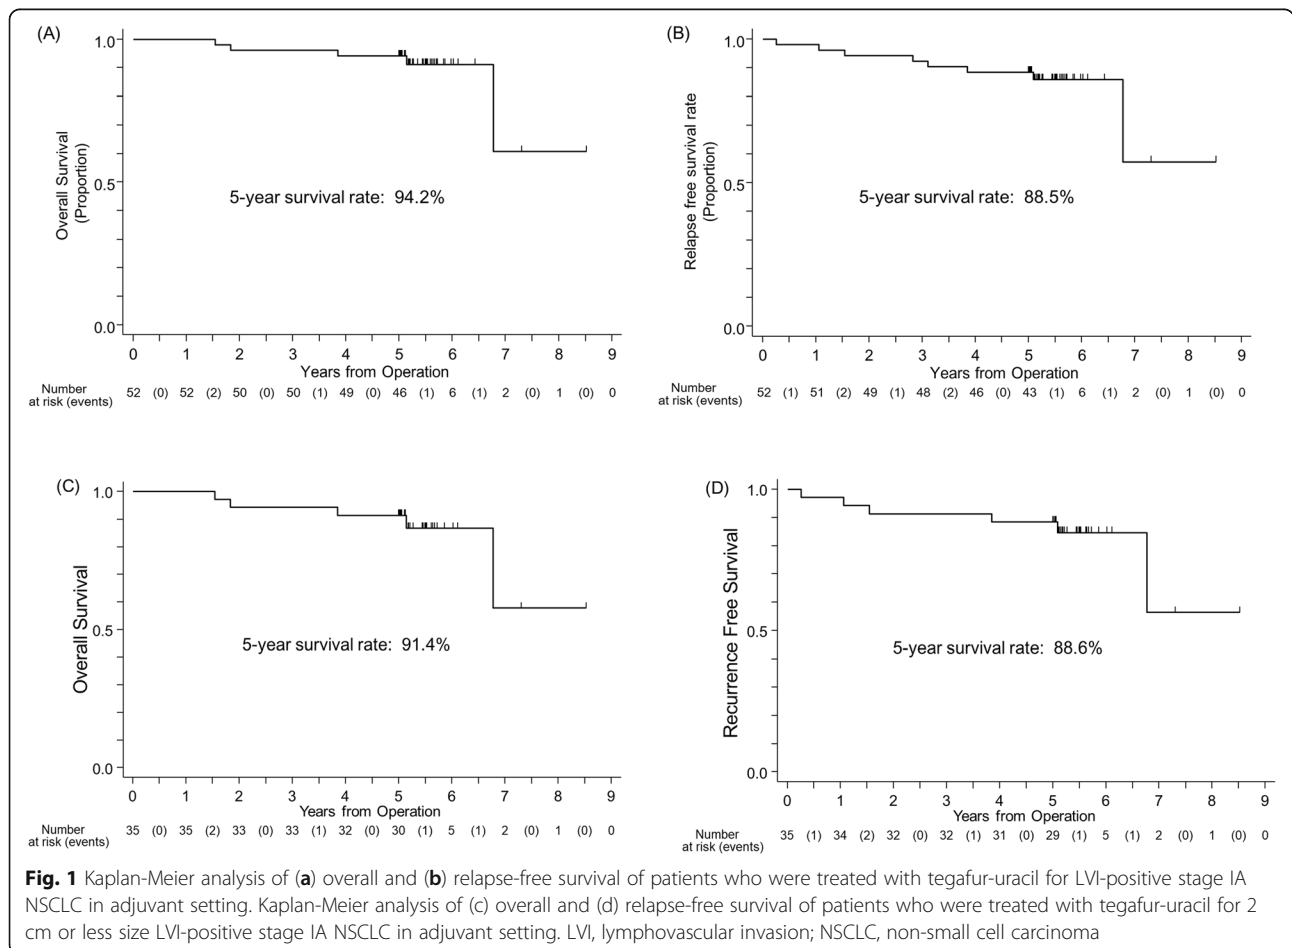 (A)
1.0
0.5
0.0
Overall Survival
(Proportion)
5-year survival rate: 94.2%
0 1 2 3 4 5 6 7 8 9
Years from Operation
Number
at risk (events)
52 (0) 52 (2) 50 (0) 50 (1) 49 (0) 46 (1) 6 (1) 2 (0) 1 (0) 0
(B)
1.0
0.5
0.0
Relapse free survival rate
(Proportion)
5-year survival rate: 88.5%
0 1 2 3 4 5 6 7 8 9
Years from Operation
Number
at risk (events)
52 (1) 51 (2) 49 (1) 48 (2) 46 (0) 43 (1) 6 (1) 2 (0) 1 (0) 0
(C)
1.0
0.5
0.0
Overall Survival
5-year survival rate: 91.4%
0 1 2 3 4 5 6 7 8 9
Years from Operation
Number
at risk (events)
35 (0) 35 (2) 33 (0) 33 (1) 32 (0) 30 (1) 5 (1) 2 (0) 1 (0) 0
(D)
1.0
0.5
0.0
Recurrence Free Survival
5-year survival rate: 88.6%
0 1 2 3 4 5 6 7 8 9
Years from Operation
Number
at risk (events)
35 (1) 34 (2) 32 (0) 32 (1) 31 (0) 29 (1) 5 (1) 2 (0) 1 (0) 0
Fig. 1 Kaplan-Meier analysis of (a) overall and (b) relapse-free survival of patients who were treated with tegafur-uracil for LVI-positive stage IA
NSCLC in adjuvant setting. Kaplan-Meier analysis of (c) overall and (d) relapse-free survival of patients who were treated with tegafur-uracil for 2
cm or less size LVI-positive stage IA NSCLC in adjuvant setting. LVI, lymphovascular invasion; NSCLC, non-small cell carcinoma